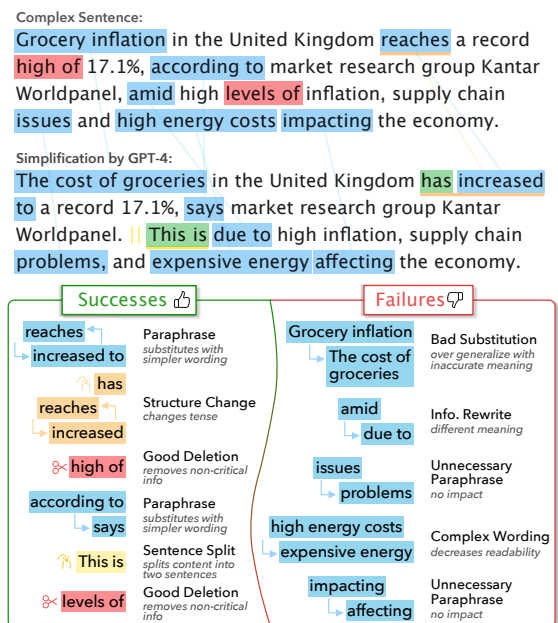 Complex Sentence:
Grocery inflation in the United Kingdom reaches a record
high of 17.1%, according to market research group Kantar
Worldpanel, amid high levels of inflation, supply chain
issues and high energy costs impacting the economy.
Simplification by GPT-4:
The cost of groceries in the United Kingdom has increased
to a record 17.1%, says market research group Kantar
Worldpanel. || This is due to high inflation, supply chain
problems, and expensive energy affecting the economy.
Successes
reaches
increased to
Paraphrase
substitutes with
simpler wording
has
reaches
increased
Structure Change
changes tense
high of
Good Deletion
removes non-critical
info
according to
says
Paraphrase
substitutes with
simpler wording
This is
Sentence Split
splits content into
two sentences
levels of
Good Deletion
removes non-critical
info
Failures
Grocery inflation
The cost of
groceries
Bad Substitution
over generalize with
inaccurate meaning
amid
due to
Info. Rewrite
different meaning
issues
problems
Unnecessary
Paraphrase
no impact
high energy costs
expensive energy
Complex Wording
decreases readability
impacting
affecting
Unnecessary
Paraphrase
no impact